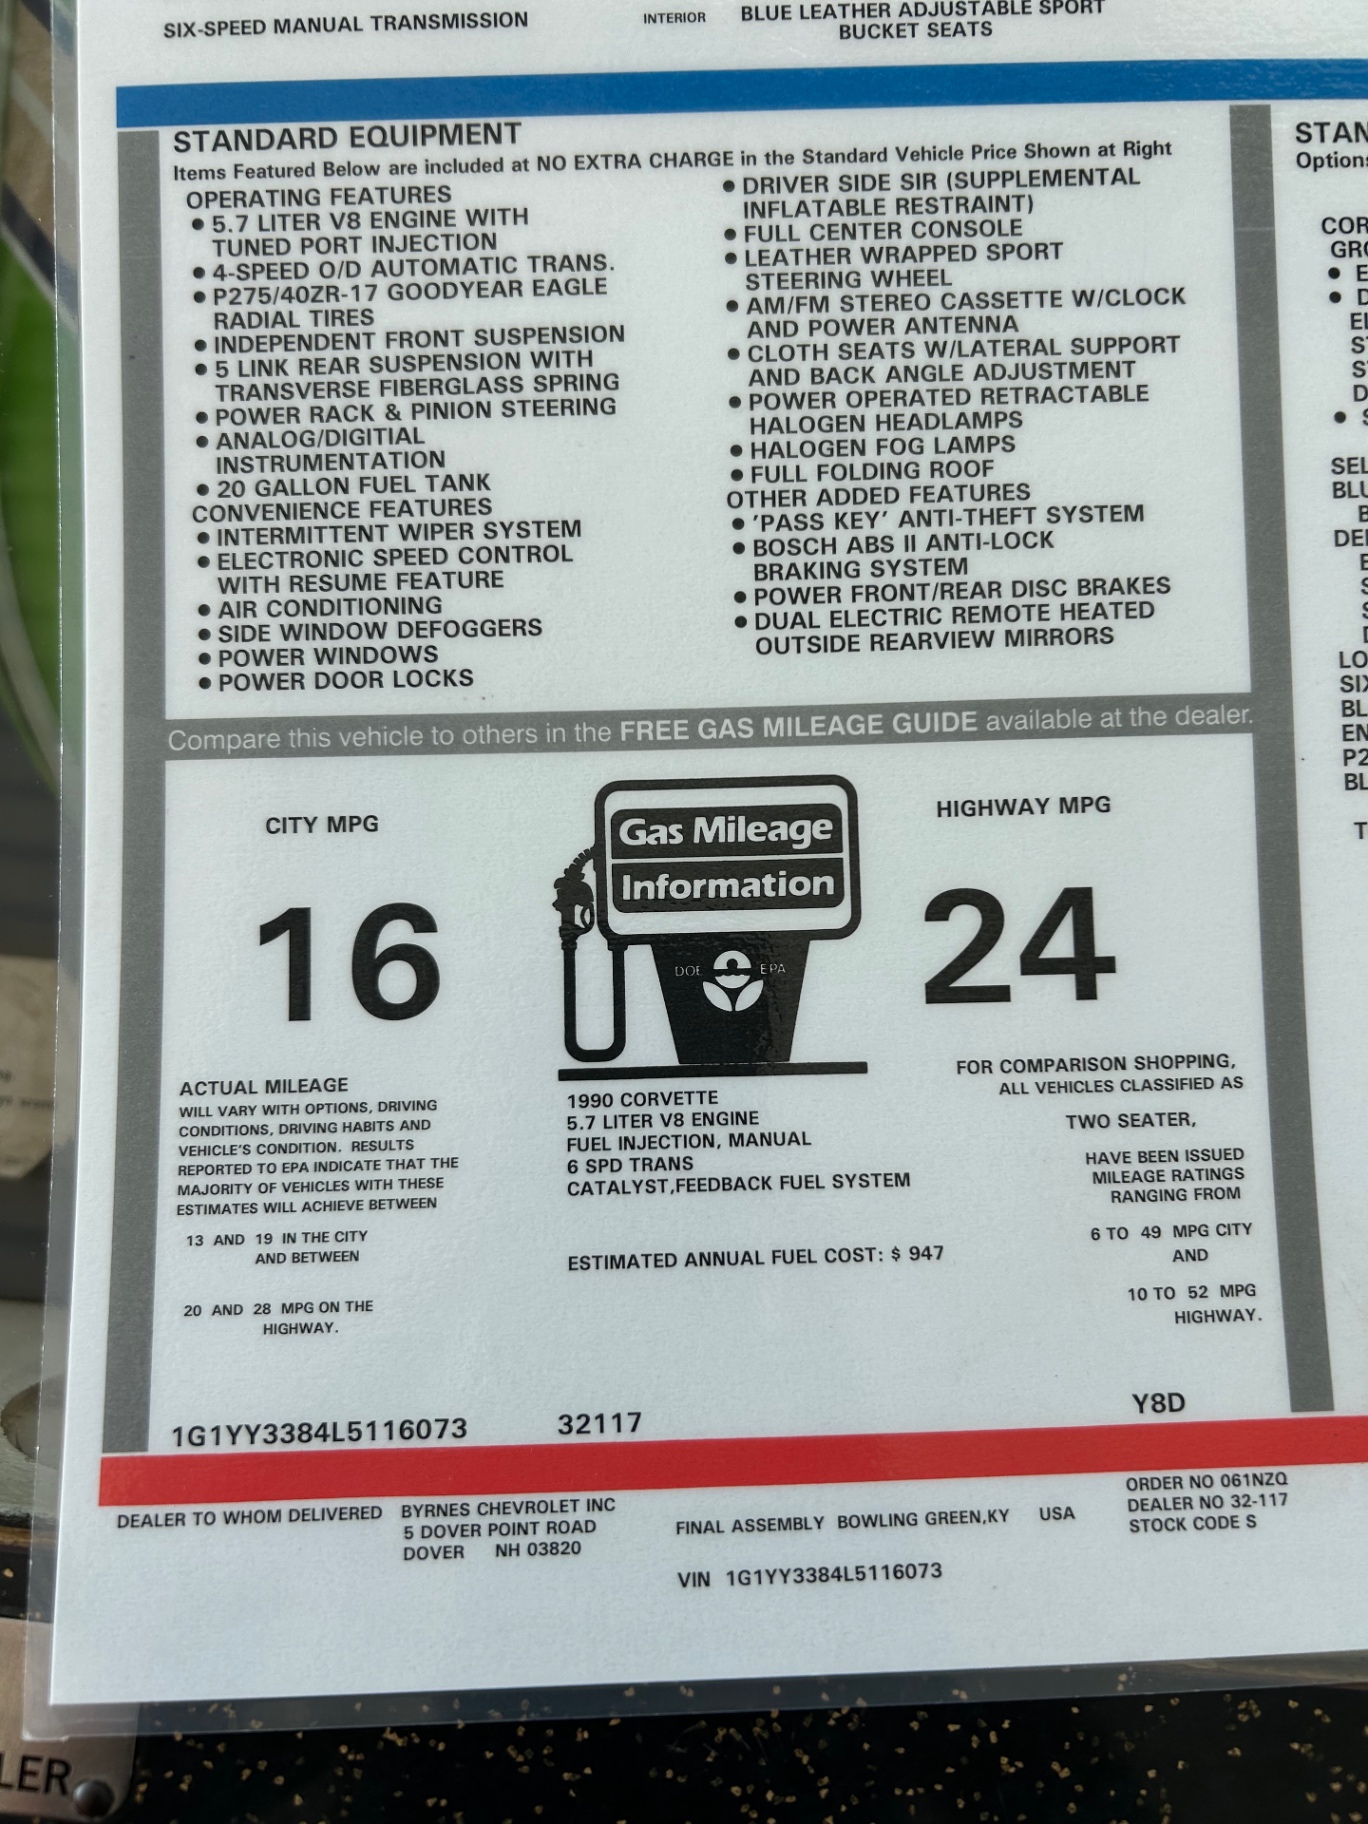 SIX-SPEED MANUAL TRANSMISSION
INTERIOR BLUE LEATHER ADJUSTABLE SPORT
BUCKET SEATS
STANDARD EQUIPMENT
Items Featured Below are included at NO EXTRA CHARGE in the Standard Vehicle Price Shown at Right
OPERATING FEATURES
• 5.7 LITER V8 ENGINE WITH
TUNED PORT INJECTION
• 4-SPEED O/D AUTOMATIC TRANS.
• P275/40ZR-17 GOODYEAR EAGLE
RADIAL TIRES
• INDEPENDENT FRONT SUSPENSION
• 5 LINK REAR SUSPENSION WITH
TRANSVERSE FIBERGLASS SPRING
• POWER RACK & PINION STEERING
• ANALOG/DIGITIAL
INSTRUMENTATION
• 20 GALLON FUEL TANK
CONVENIENCE FEATURES
• INTERMITTENT WIPER SYSTEM
• ELECTRONIC SPEED CONTROL
WITH RESUME FEATURE
• AIR CONDITIONING
• SIDE WINDOW DEFOGGERS
• POWER WINDOWS
• POWER DOOR LOCKS
• DRIVER SIDE SIR (SUPPLEMENTAL
INFLATABLE RESTRAINT)
• FULL CENTER CONSOLE
• LEATHER WRAPPED SPORT
STEERING WHEEL
• AM/FM STEREO CASSETTE W/CLOCK
AND POWER ANTENNA
• CLOTH SEATS W/LATERAL SUPPORT
AND BACK ANGLE ADJUSTMENT
• POWER OPERATED RETRACTABLE
HALOGEN HEADLAMPS
• HALOGEN FOG LAMPS
• FULL FOLDING ROOF
OTHER ADDED FEATURES
• 'PASS KEY' ANTI-THEFT SYSTEM
• BOSCH ABS II ANTI-LOCK
BRAKING SYSTEM
• POWER FRONT/REAR DISC BRAKES
• DUAL ELECTRIC REMOTE HEATED
OUTSIDE REARVIEW MIRRORS
STAN
Options
COR
GRO
• E
• D
EL
ST
ST
D
• S
SEL
BLU
B
DEL
E
S
S
D
LO
SIX
BL
EN
P2
BL
T
Compare this vehicle to others in the FREE GAS MILEAGE GUIDE available at the dealer.
CITY MPG
16
Gas Mileage
Information
DOE EPA
HIGHWAY MPG
24
ACTUAL MILEAGE
WILL VARY WITH OPTIONS, DRIVING
CONDITIONS, DRIVING HABITS AND
VEHICLE'S CONDITION. RESULTS
REPORTED TO EPA INDICATE THAT THE
MAJORITY OF VEHICLES WITH THESE
ESTIMATES WILL ACHIEVE BETWEEN
13 AND 19 IN THE CITY
AND BETWEEN
20 AND 28 MPG ON THE
HIGHWAY.
1990 CORVETTE
5.7 LITER V8 ENGINE
FUEL INJECTION, MANUAL
6 SPD TRANS
CATALYST,FEEDBACK FUEL SYSTEM
ESTIMATED ANNUAL FUEL COST: $ 947
FOR COMPARISON SHOPPING,
ALL VEHICLES CLASSIFIED AS
TWO SEATER,
HAVE BEEN ISSUED
MILEAGE RATINGS
RANGING FROM
6 TO 49 MPG CITY
AND
10 TO 52 MPG
HIGHWAY.
1G1YY3384L5116073 32117 Y8D
DEALER TO WHOM DELIVERED BYRNES CHEVROLET INC
5 DOVER POINT ROAD
DOVER NH 03820
FINAL ASSEMBLY BOWLING GREEN,KY USA
VIN 1G1YY3384L5116073
ORDER NO 061NZQ
DEALER NO 32-117
STOCK CODE S
LER